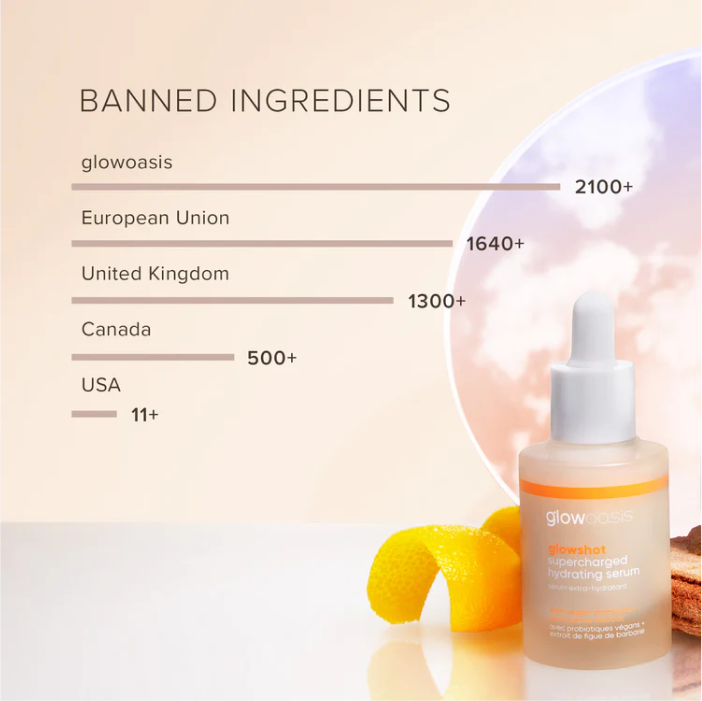 BANNED INGREDIENTS
glowoasis
2100+
European Union
1640+
United Kingdom
1300+
Canada
500+
USA
11+
glowoasis
glowshot
supercharged
hydrating serum
sérum extra-hydratant
avec probiotiques végans +
extrait de figue de barbarie